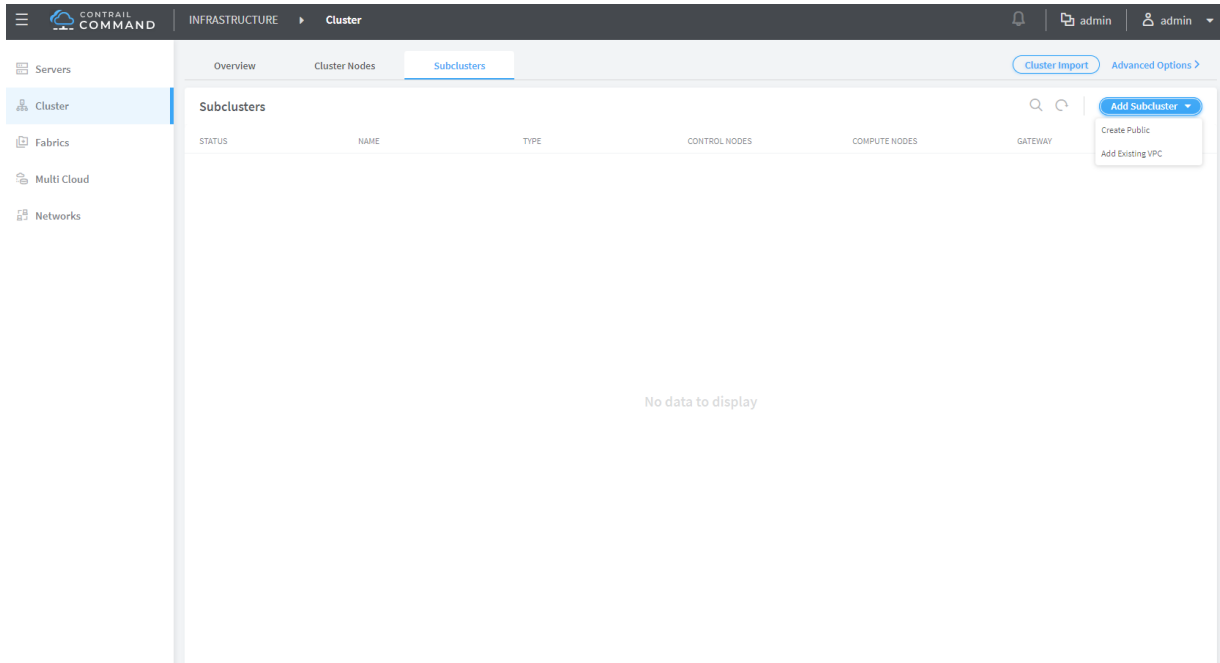 CONTRAIL
COMMAND
INFRASTRUCTURE
Cluster
admin
admin
Servers
Cluster
Fabrics
Multi Cloud
Networks
Overview
Cluster Nodes
Subclusters
Cluster Import
Advanced Options >
Subclusters
Add Subcluster
Create Public
Add Existing VPC
STATUS
NAME
TYPE
CONTROL NODES
COMPUTE NODES
GATEWAY
No data to display